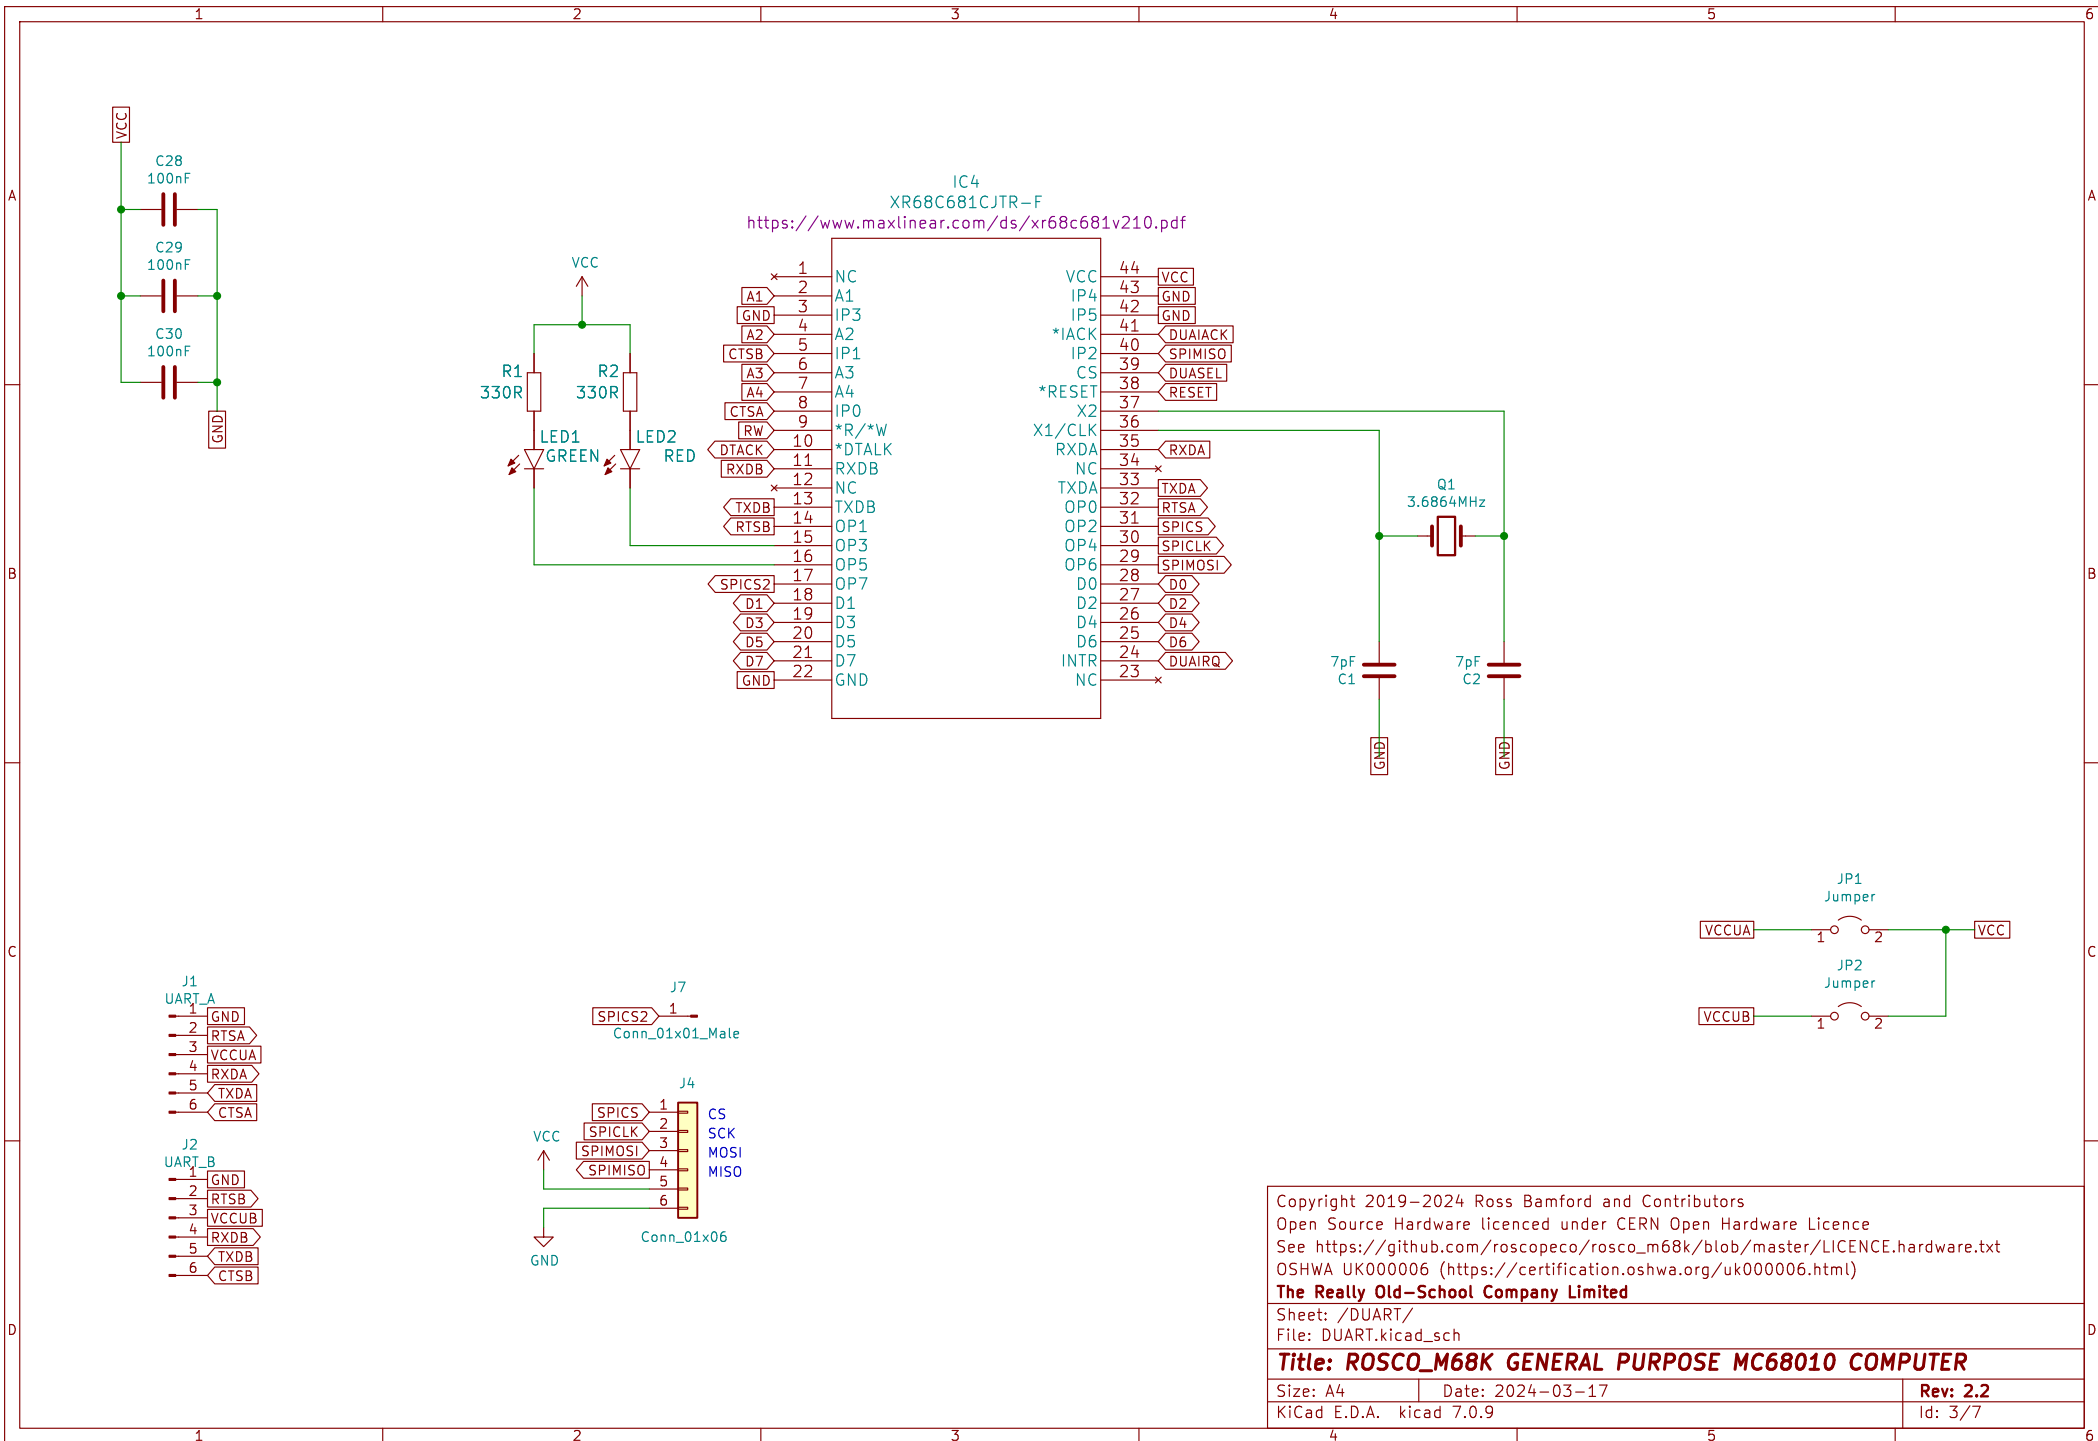 1 2 3 4 5 6
A
B
C
D
A
B
C
D
VCC
C28
100nF
C29
100nF
C30
100nF
GND
VCC
R1
330R
R2
330R
LED1
GREEN
LED2
RED
IC4
XR68C681CJTR-F
https://www.maxlinear.com/ds/xr68c681v210.pdf
1 NC
A1 2 A1
GND 3 IP3
A2 4 A2
CTSB 5 IP1
A3 6 A3
A4 7 A4
CTSA 8 IP0
RW 9 *R/*W
DTACK 10 *DTALK
RXDB 11 RXDB
12 NC
TXDB 13 TXDB
RTSB 14 OP1
15 OP3
16 OP5
SPICS2 17 OP7
D1 18 D1
D3 19 D3
D5 20 D5
D7 21 D7
GND 22 GND
VCC 44 VCC
IP4 43 GND
IP5 42 GND
*IACK 41 DUAIACK
IP2 40 SPIMISO
CS 39 DUASEL
*RESET 38 RESET
X2 37
X1/CLK 36
RXDA 35 RXDA
NC 34
TXDA 33 TXDA
OP0 32 RTSA
OP2 31 SPICS
OP4 30 SPICLK
OP6 29 SPIMOSI
D0 28 D0
D2 27 D2
D4 26 D4
D6 25 D6
INTR 24 DUAIRQ
NC 23
Q1
3.6864MHz
7pF
C1
7pF
C2
GND
GND
JP1
Jumper
VCCUA 1 2 VCC
JP2
Jumper
VCCUB 1 2
J1
UART_A
1 GND
2 RTSA
3 VCCUA
4 RXDA
5 TXDA
6 CTSA
J2
UART_B
1 GND
2 RTSB
3 VCCUB
4 RXDB
5 TXDB
6 CTSB
J7
SPICS2 1
Conn_01x01_Male
J4
SPICS 1 CS
SPICLK 2 SCK
SPIMOSI 3 MOSI
SPIMISO 4 MISO
VCC 5
6
GND
Conn_01x06
Copyright 2019-2024 Ross Bamford and Contributors
Open Source Hardware licenced under CERN Open Hardware Licence
See https://github.com/roscopeco/rosco_m68k/blob/master/LICENCE.hardware.txt
OSHWA UK000006 (https://certification.oshwa.org/uk000006.html)
The Really Old-School Company Limited
Sheet: /DUART/
File: DUART.kicad_sch
Title: ROSCO_M68K GENERAL PURPOSE MC68010 COMPUTER
Size: A4 Date: 2024-03-17 Rev: 2.2
KiCad E.D.A. kicad 7.0.9 Id: 3/7
1 2 3 4 5 6